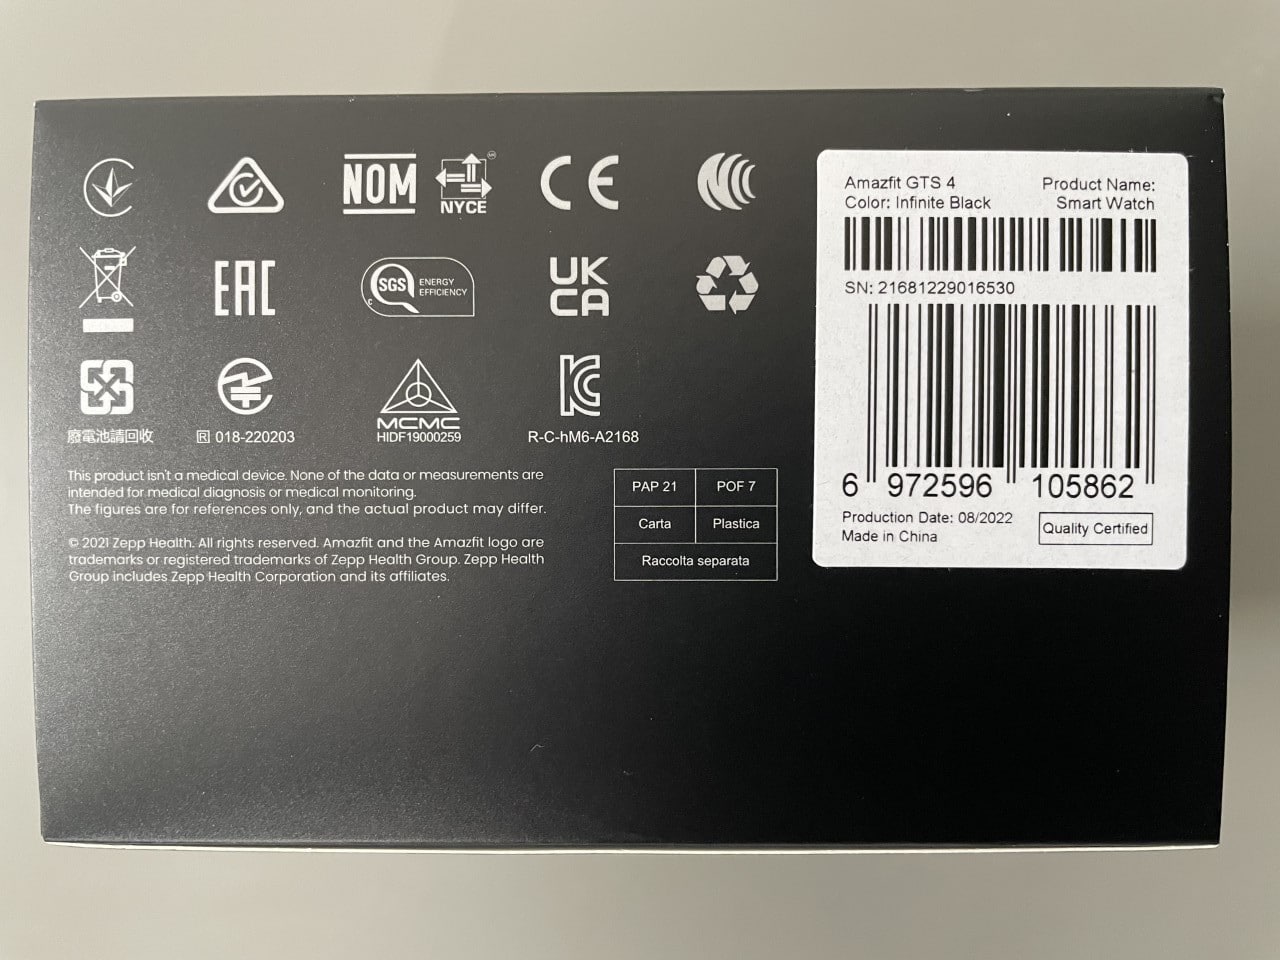 NOM
NYCE
CE
EAC
SGS ENERGY
EFFICIENCY
C
UK
CA
廢電池請回收
R 018-220203
MCMC
HIDF19000259
R-C-hM6-A2168
This product isn't a medical device. None of the data or measurements are
intended for medical diagnosis or medical monitoring.
The figures are for references only, and the actual product may differ.
© 2021 Zepp Health. All rights reserved. Amazfit and the Amazfit logo are
trademarks or registered trademarks of Zepp Health Group. Zepp Health
Group includes Zepp Health Corporation and its affiliates.
PAP 21 POF 7
Carta Plastica
Raccolta separata
Amazfit GTS 4 Product Name:
Color: Infinite Black Smart Watch
SN: 21681229016530
6 972596 105862
Production Date: 08/2022
Made in China
Quality Certified